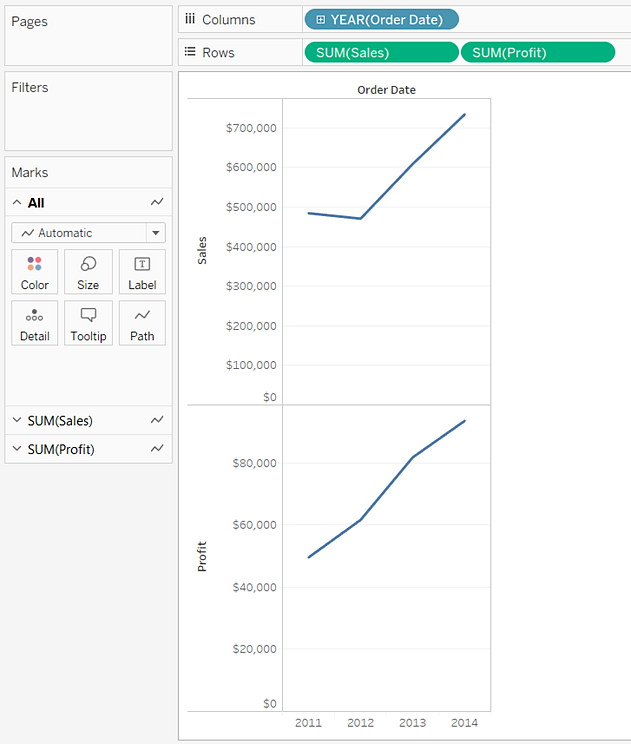 Pages
Columns
YEAR(Order Date)
Rows
SUM(Sales) SUM(Profit)
Filters
Marks
All
Automatic
Color Size Label
Detail Tooltip Path
SUM(Sales)
SUM(Profit)
Order Date
Sales
$700,000
$600,000
$500,000
$400,000
$300,000
$200,000
$100,000
$0
Profit
$80,000
$60,000
$40,000
$20,000
$0
2011 2012 2013 2014